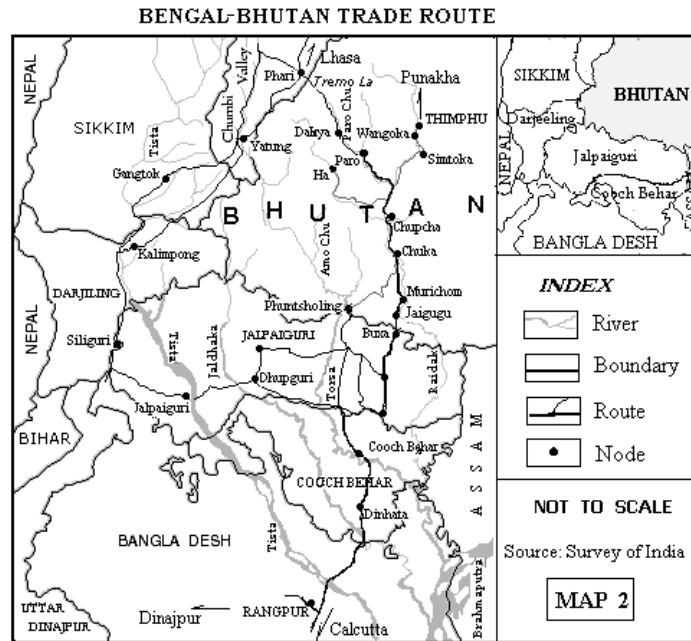 BENGAL-BHUTAN TRADE ROUTE
NEPAL
SIKKIM
Tista
Gangtok
Chumbi
Valley
Phari
Lhasa
Tremo La
Yatung
Punakha
Paro Chu
THIMPHU
Wangoka
Dalrya
Paro
Simtoka
Ha
BHUTAN
Chupcha
Amo Chu
Chuka
Kalimpong
Murichom
Phuntsholing
Jaigugu
Buxa
DARJILING
NEPAL
Siliguri
Tista
Jaldhaka
JALPAIGURI
Dhupguri
Torsa
Raidak
Jalpaiguri
BIHAR
Cooch Behar
COOCH BEHAR
ASSAM
Dinhata
BANGLA DESH
Tista
Brahmaputra
UTTAR
DINAJPUR
Dinajpur
RANGPUR
Calcutta
SIKKIM
BHUTAN
Darjeeling
NEPAL
Jalpaiguri
Cooch Behar
BANGLA DESH
INDEX
River
Boundary
Route
Node
NOT TO SCALE
Source: Survey of India
MAP 2